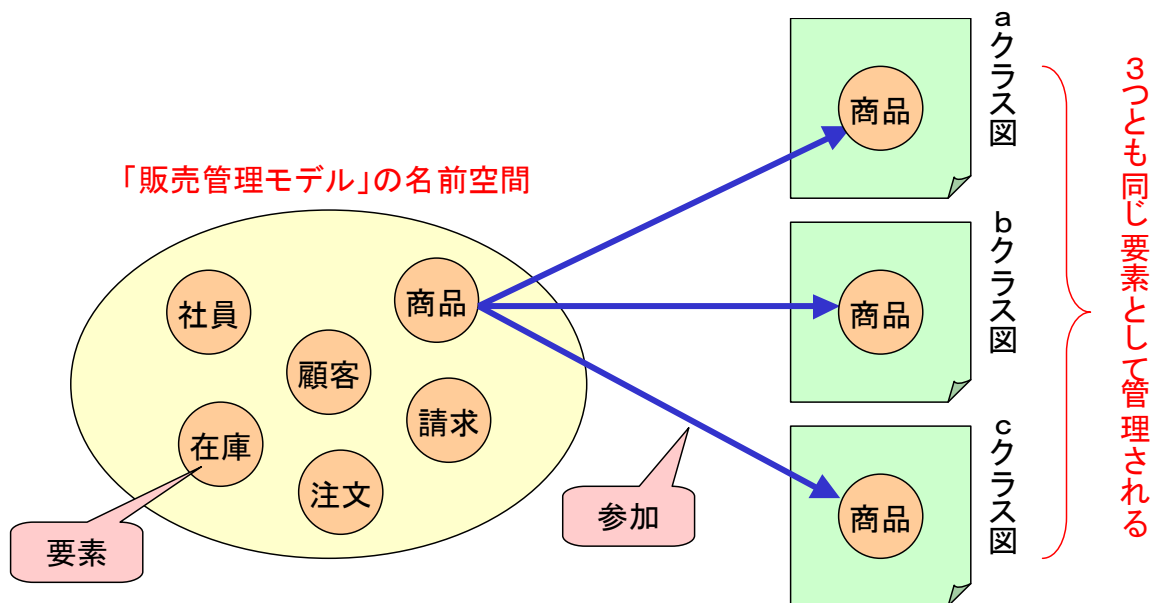 「販売管理モデル」の名前空間
社員
商品
顧客
請求
在庫
注文
要素
参加
商品
aクラス図
商品
bクラス図
商品
cクラス図
3つとも同じ要素として管理される